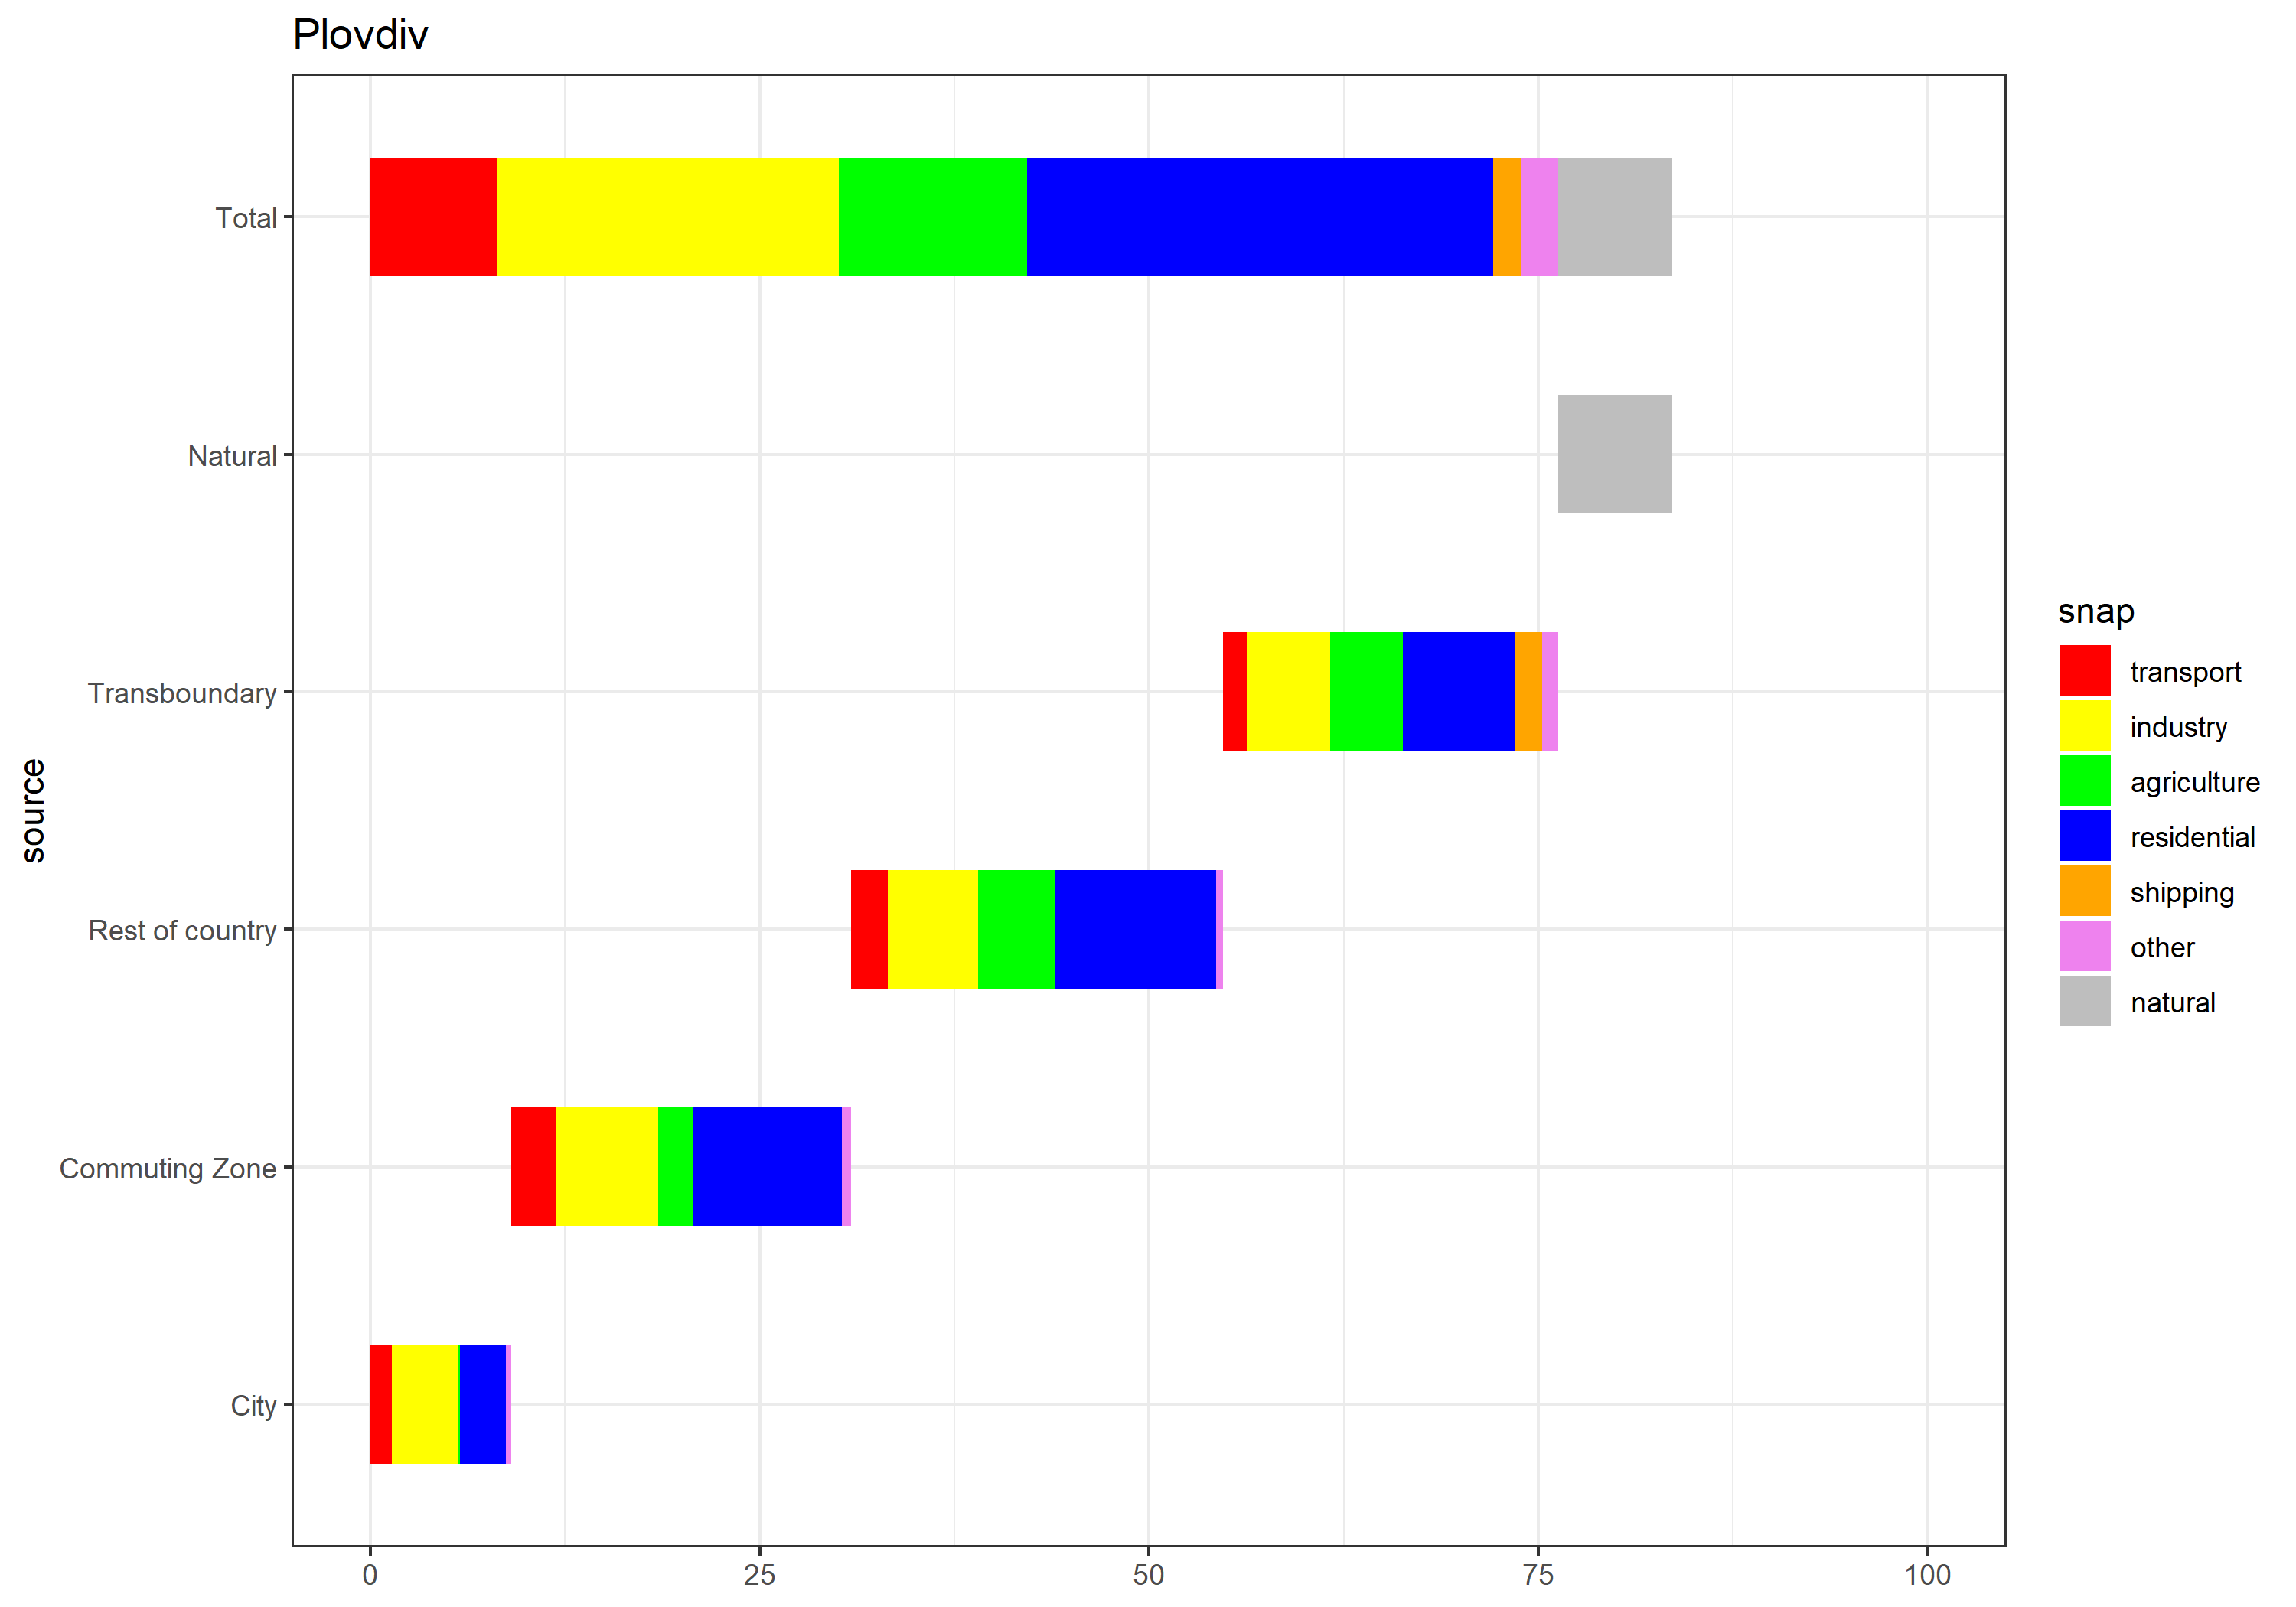 Plovdiv
Total
Natural
Transboundary
Rest of country
Commuting Zone
City
source
0 25 50 75 100
snap
transport
industry
agriculture
residential
shipping
other
natural